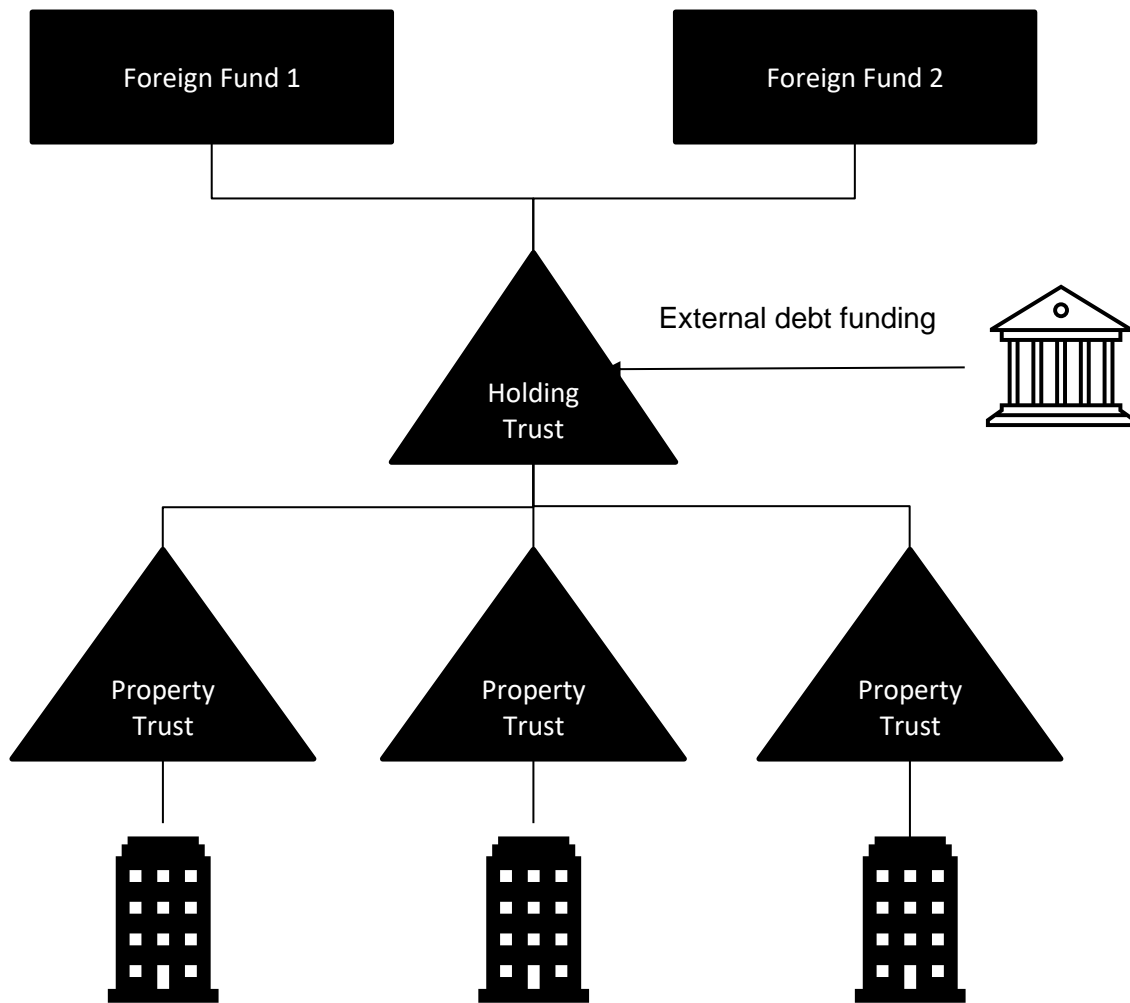 Foreign Fund 1
Foreign Fund 2
External debt funding
Holding
Trust
Property
Trust
Property
Trust
Property
Trust